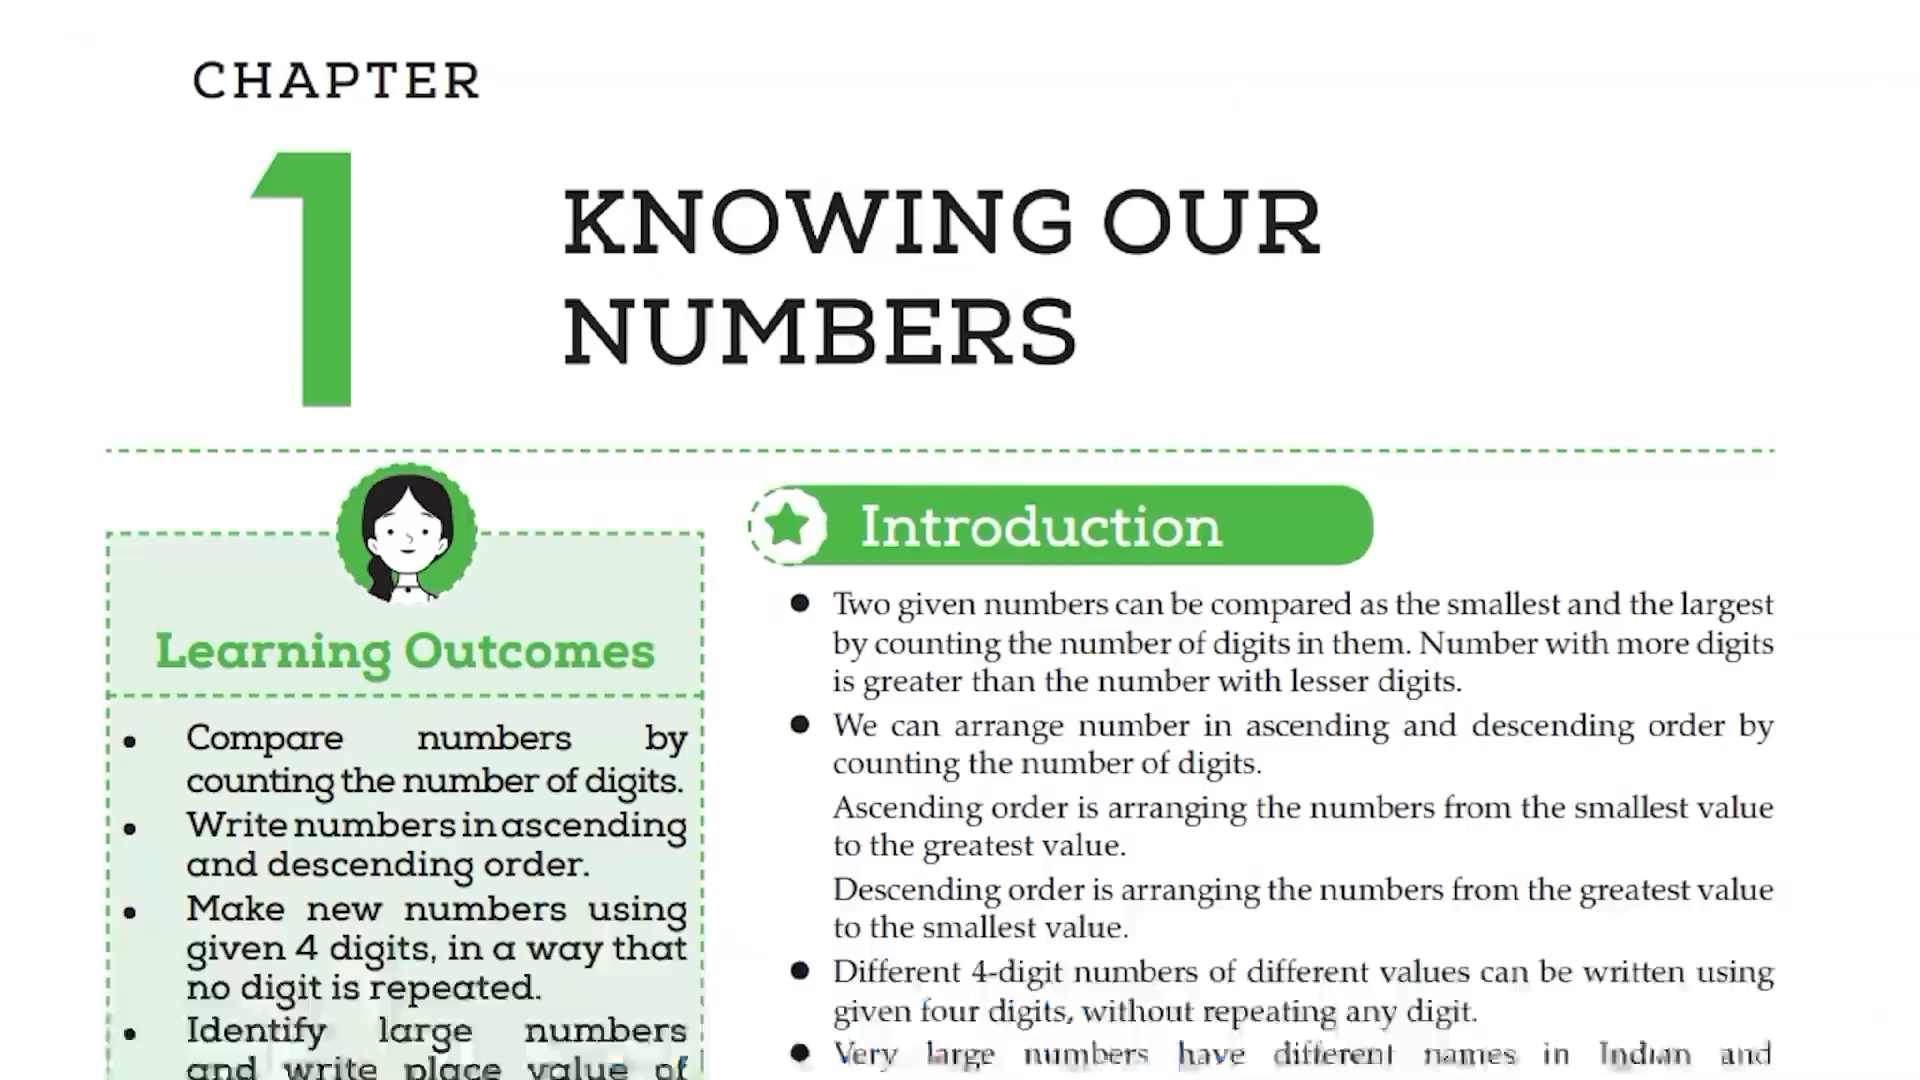 CHAPTER
1
KNOWING OUR
NUMBERS
Learning Outcomes
• Compare numbers by
counting the number of digits.
• Write numbers in ascending
and descending order.
• Make new numbers using
given 4 digits, in a way that
no digit is repeated.
• Identify large numbers
and write place value of
Introduction
● Two given numbers can be compared as the smallest and the largest
by counting the number of digits in them. Number with more digits
is greater than the number with lesser digits.
● We can arrange number in ascending and descending order by
counting the number of digits.
Ascending order is arranging the numbers from the smallest value
to the greatest value.
Descending order is arranging the numbers from the greatest value
to the smallest value.
● Different 4-digit numbers of different values can be written using
given four digits, without repeating any digit.
● Very large numbers have different names in Indian and